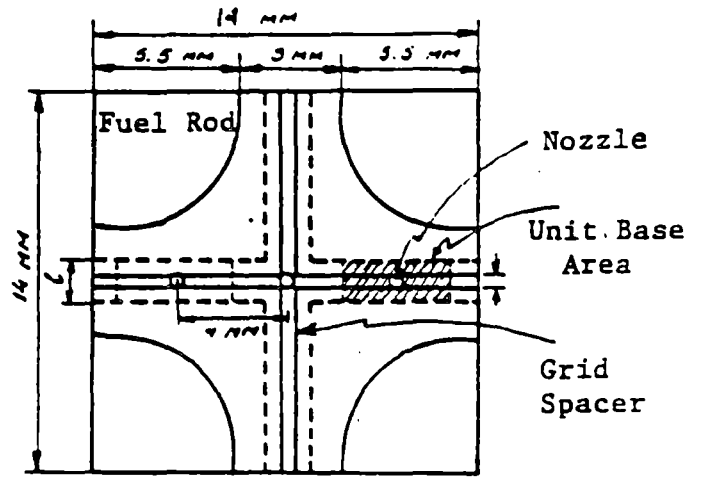 14 MM
5.5 MM 3 MM 5.5 MM
Fuel Rod
Nozzle
Unit Base
Area
14 MM
l
4 MM
Grid
Spacer